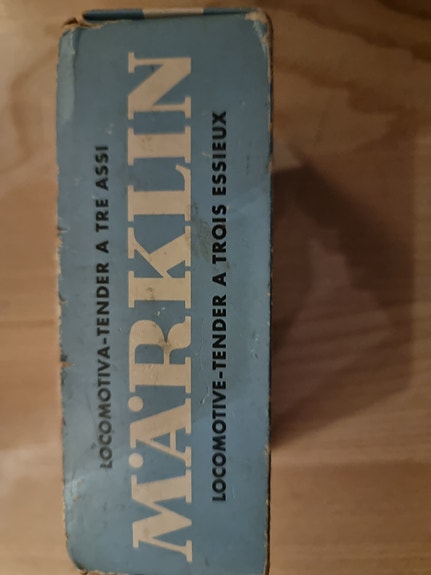 LOCOMOTIVA-TENDER A TRE ASSI
MÄRKLIN
LOCOMOTIVE-TENDER A TROIS ESSIEUX